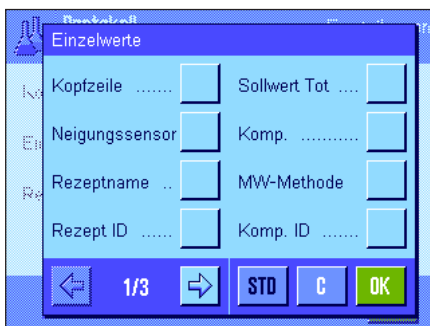 Protokoll
Einzelwerte
Kopfzeile .......
Sollwert Tot ....
Neigungssensor
Komp. ...........
Rezeptname ..
MW-Methode
Rezept ID ......
Komp. ID .......
1/3
STD
C
OK